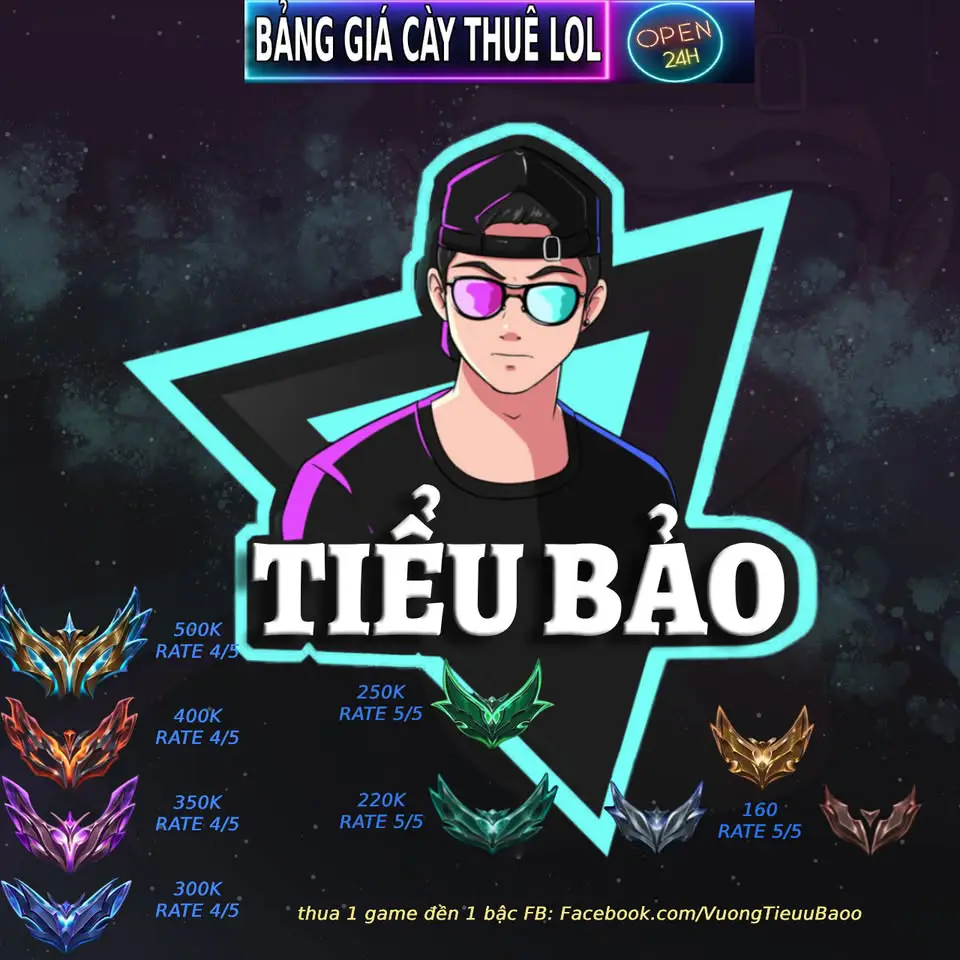 BẢNG GIÁ CÀY THUÊ LOL
OPEN
24H
TIỂU BẢO
500K
RATE 4/5
400K
RATE 4/5
350K
RATE 4/5
300K
RATE 4/5
250K
RATE 5/5
220K
RATE 5/5
160
RATE 5/5
thua 1 game đền 1 bậc FB: Facebook.com/VuongTieuuBaoo